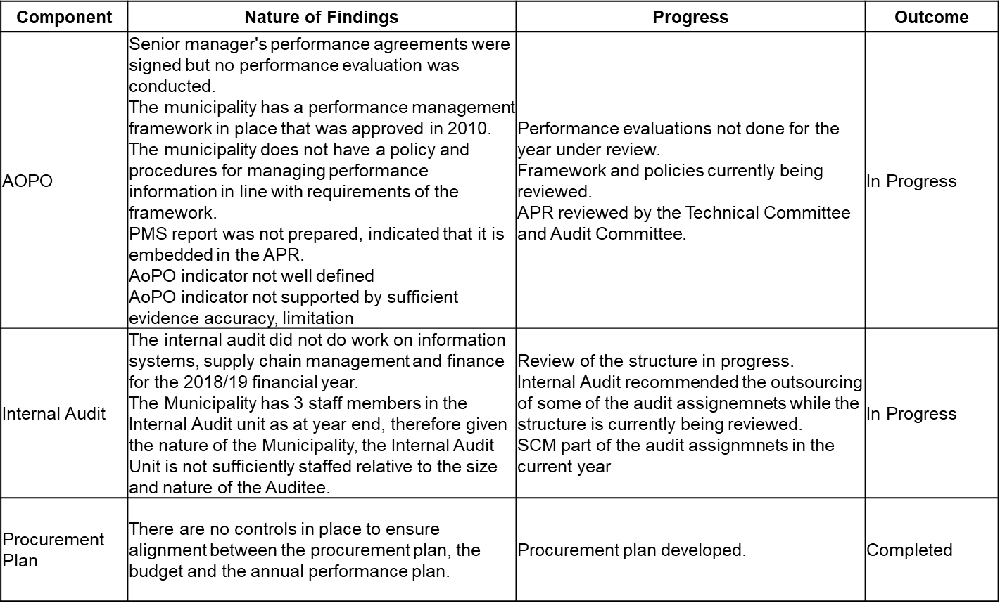 Component
Nature of Findings
Progress
Outcome
AOPO
Senior manager's performance agreements were
signed but no performance evaluation was
conducted.
The municipality has a performance management
framework in place that was approved in 2010.
The municipality does not have a policy and
procedures for managing performance
information in line with requirements of the
framework.
PMS report was not prepared, indicated that it is
embedded in the APR.
AoPO indicator not well defined
AoPO indicator not supported by sufficient
evidence accuracy, limitation
Performance evaluations not done for the
year under review.
Framework and policies currently being
reviewed.
APR reviewed by the Technical Committee
and Audit Committee.
In Progress
Internal Audit
The internal audit did not do work on information
systems, supply chain management and finance
for the 2018/19 financial year.
The Municipality has 3 staff members in the
Internal Audit unit as at year end, therefore given
the nature of the Municipality, the Internal Audit
Unit is not sufficiently staffed relative to the size
and nature of the Auditee.
Review of the structure in progress.
Internal Audit recommended the outsourcing
of some of the audit assignemnets while the
structure is currently being reviewed.
SCM part of the audit assignmnets in the
current year
In Progress
Procurement
Plan
There are no controls in place to ensure
alignment between the procurement plan, the
budget and the annual performance plan.
Procurement plan developed.
Completed